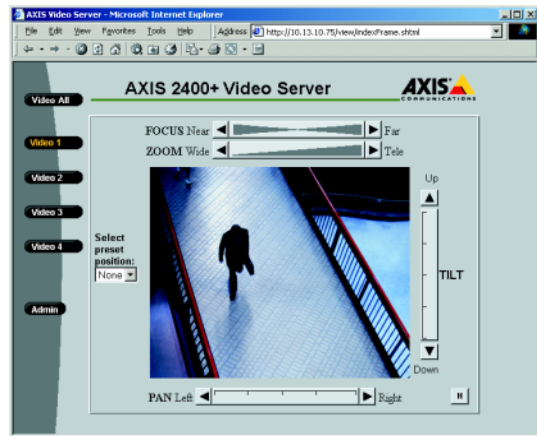 AXIS Video Server - Microsoft Internet Explorer
File Edit View Favorites Tools Help Address http://10.13.10.75/view/indexFrame.shtml
AXIS 2400+ Video Server
AXIS
COMMUNICATIONS
Video All
Video 1
Video 2
Video 3
Video 4
Admin
FOCUS Near Far
ZOOM Wide Tele
Select
preset
position:
None
Up
TILT
Down
PAN Left Right